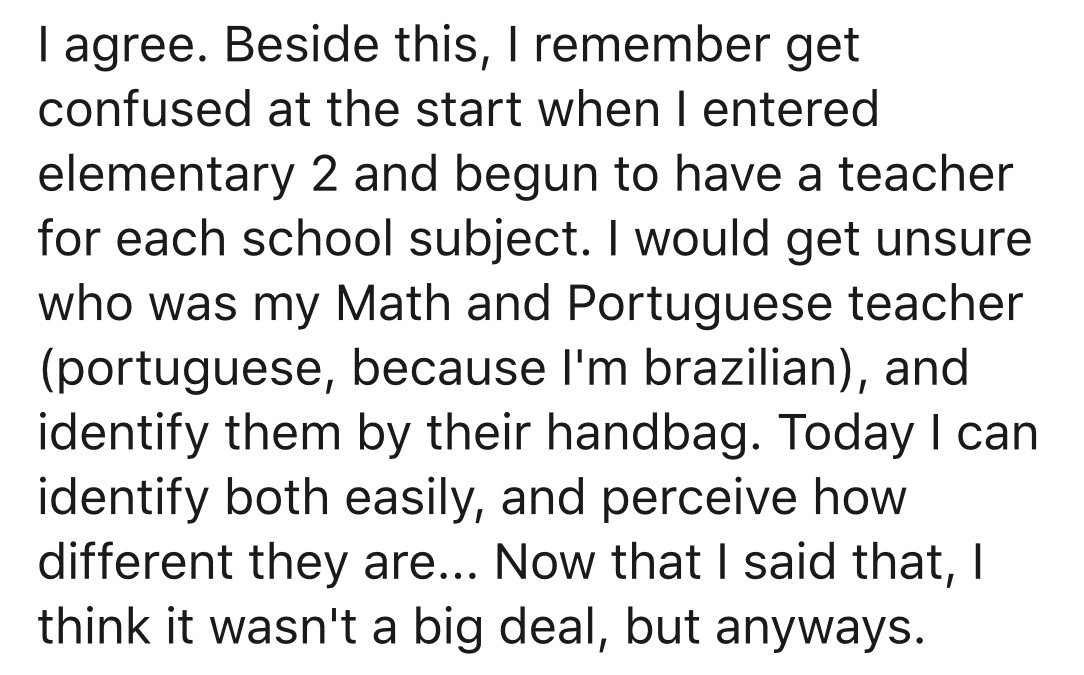 I agree. Beside this, I remember get
confused at the start when I entered
elementary 2 and begun to have a teacher
for each school subject. I would get unsure
who was my Math and Portuguese teacher
(portuguese, because I'm brazilian), and
identify them by their handbag. Today I can
identify both easily, and perceive how
different they are... Now that I said that, I
think it wasn't a big deal, but anyways.